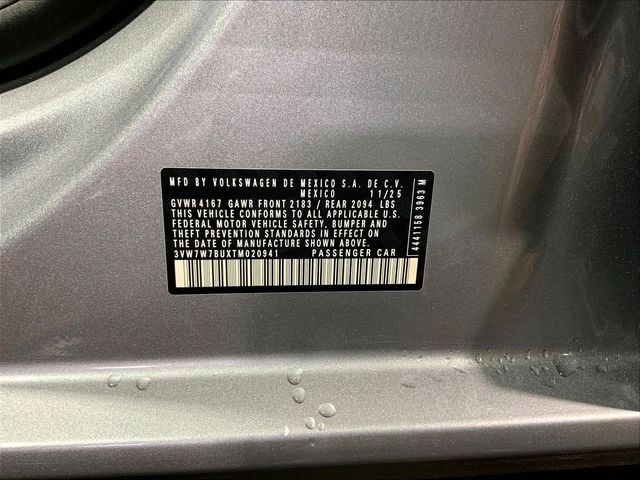 MFD BY VOLKSWAGEN DE MEXICO S.A. DE C.V.
MEXICO 11/25
GVWR 4167 GAWR FRONT 2183 / REAR 2094 LBS
THIS VEHICLE CONFORMS TO ALL APPLICABLE U.S.
FEDERAL MOTOR VEHICLE SAFETY, BUMPER AND
THEFT PREVENTION STANDARDS IN EFFECT ON
THE DATE OF MANUFACTURE SHOWN ABOVE.
3VW7W7BUXTM020941 PASSENGER CAR
4441158 3963 M